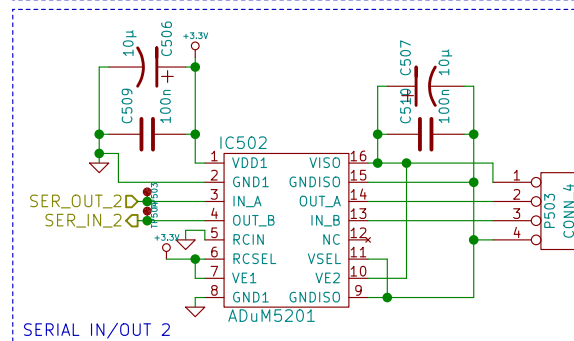 +3.3V
10µ
C506
C509
100n
C507
10µ
C510
100n
IC502
1 VDD1 VISO 16
2 GND1 GNDISO 15
SER_OUT_2 3 IN_A OUT_A 14
SER_IN_2 4 OUT_B IN_B 13
5 RCIN NC 12
+3.3V
6 RCSEL VSEL 11
7 VE1 VE2 10
8 GND1 GNDISO 9
ADuM5201
1
2
3
4
P503
CONN_4
SERIAL IN/OUT 2